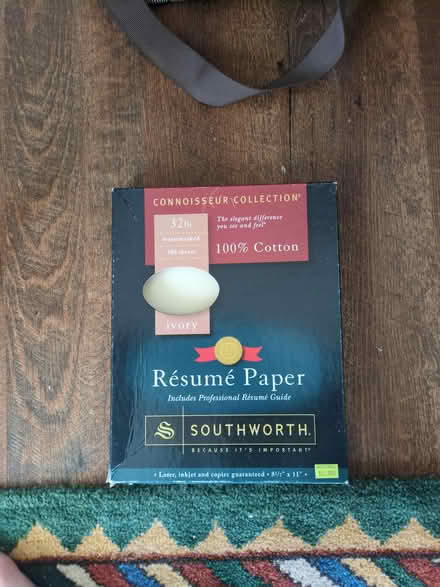 CONNOISSEUR COLLECTION®
32lb
The elegant difference
you see and feel®
watermarked
100% Cotton
ivory
Résumé Paper
Includes Professional Résumé Guide
S
SOUTHWORTH.
BECAUSE IT'S IMPORTANT®
• Laser, inkjet and copier guaranteed • 8½" x 11" •